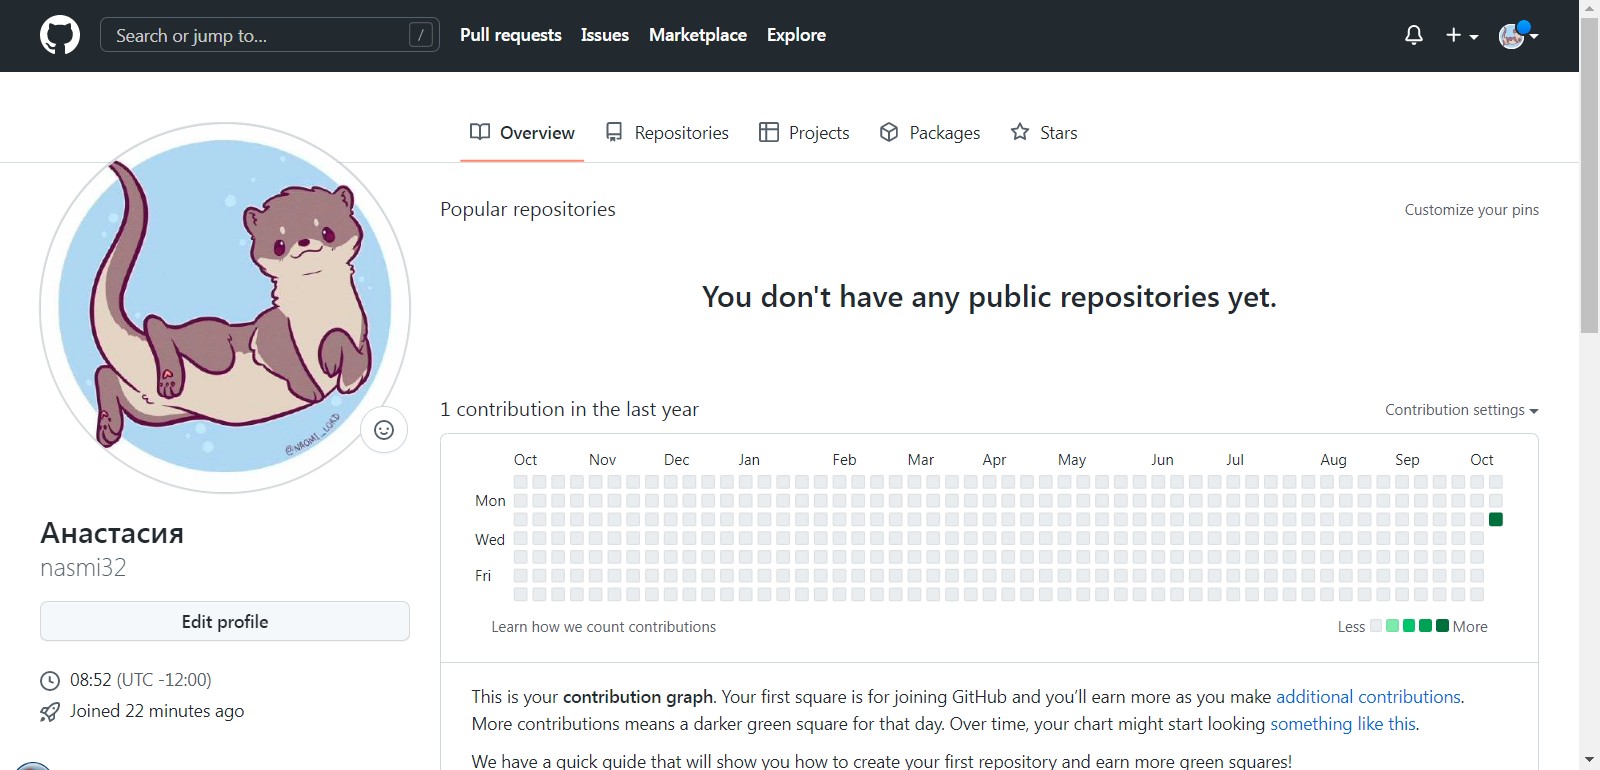 Search or jump to... /
Pull requests Issues Marketplace Explore
Overview Repositories Projects Packages Stars
@NAOMI_LORD
Анастасия
nasmi32
Edit profile
08:52 (UTC -12:00)
Joined 22 minutes ago
Popular repositories Customize your pins
You don't have any public repositories yet.
1 contribution in the last year Contribution settings
Oct Nov Dec Jan Feb Mar Apr May Jun Jul Aug Sep Oct
Mon
Wed
Fri
Learn how we count contributions Less More
This is your contribution graph. Your first square is for joining GitHub and you’ll earn more as you make additional contributions.
More contributions means a darker green square for that day. Over time, your chart might start looking something like this.
We have a quick guide that will show you how to create your first repository and earn more green squares!